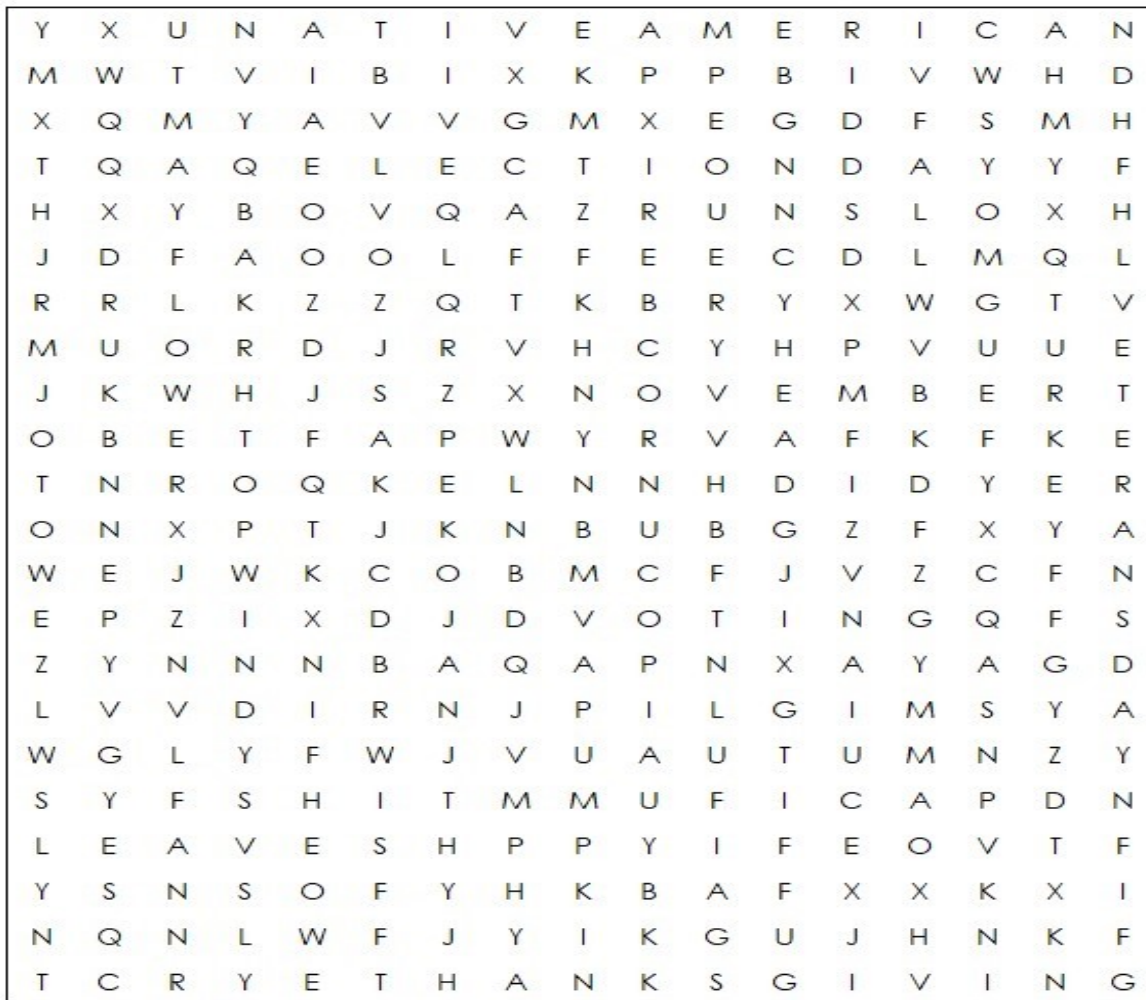 Y X U N A T I V E A M E R I C A N
M W T V I B I X K P P B I V W H D
X Q M Y A V V G M X E G D F S M H
T Q A Q E L E C T I O N D A Y Y F
H X Y B O V Q A Z R U N S L O X H
J D F A O O L F F E E C D L M Q L
R R L K Z Z Q T K B R Y X W G T V
M U O R D J R V H C Y H P V U U E
J K W H J S Z X N O V E M B E R T
O B E T F A P W Y R V A F K F K E
T N R O Q K E L N N H D I D Y E R
O N X P T J K N B U B G Z F X Y A
W E J W K C O B M C F J V Z C F N
E P Z I X D J D V O T I N G Q F S
Z Y N N N B A Q A P N X A Y A G D
L V V D I R N J P I L G I M S Y A
W G L Y F W J V U A U T U M N Z Y
S Y F S H I T M M U F I C A P D N
L E A V E S H P P Y I F E O V T F
Y S N S O F Y H K B A F X X K X I
N Q N L W F J Y I K G U J H N K F
T C R Y E T H A N K S G I V I N G